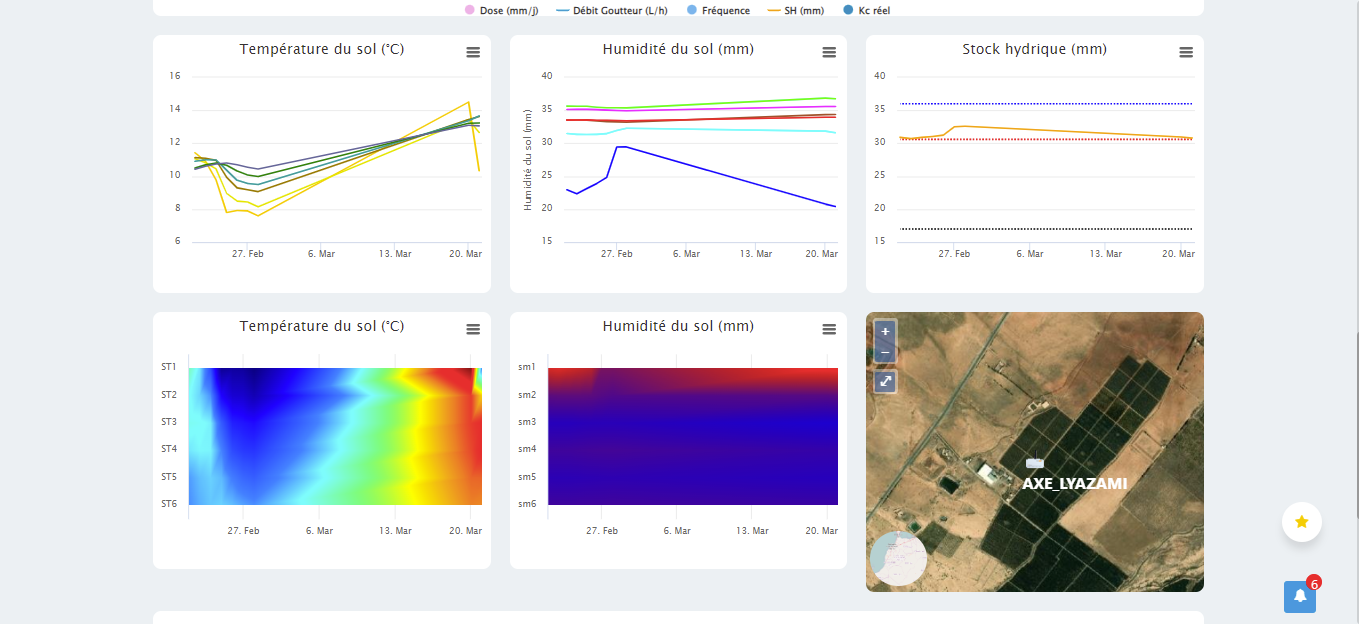 Dose (mm/j) Débit Goutteur (L/h) Fréquence SH (mm) Kc réel
Température du sol (°C)
16
14
12
10
8
6
27. Feb 6. Mar 13. Mar 20. Mar
Humidité du sol (mm)
Humidité du sol (mm)
40
35
30
25
20
15
27. Feb 6. Mar 13. Mar 20. Mar
Stock hydrique (mm)
40
35
30
25
20
15
27. Feb 6. Mar 13. Mar 20. Mar
Température du sol (°C)
ST1
ST2
ST3
ST4
ST5
ST6
27. Feb 6. Mar 13. Mar 20. Mar
Humidité du sol (mm)
sm1
sm2
sm3
sm4
sm5
sm6
27. Feb 6. Mar 13. Mar 20. Mar
+
−
AXE_LYAZAMI
6